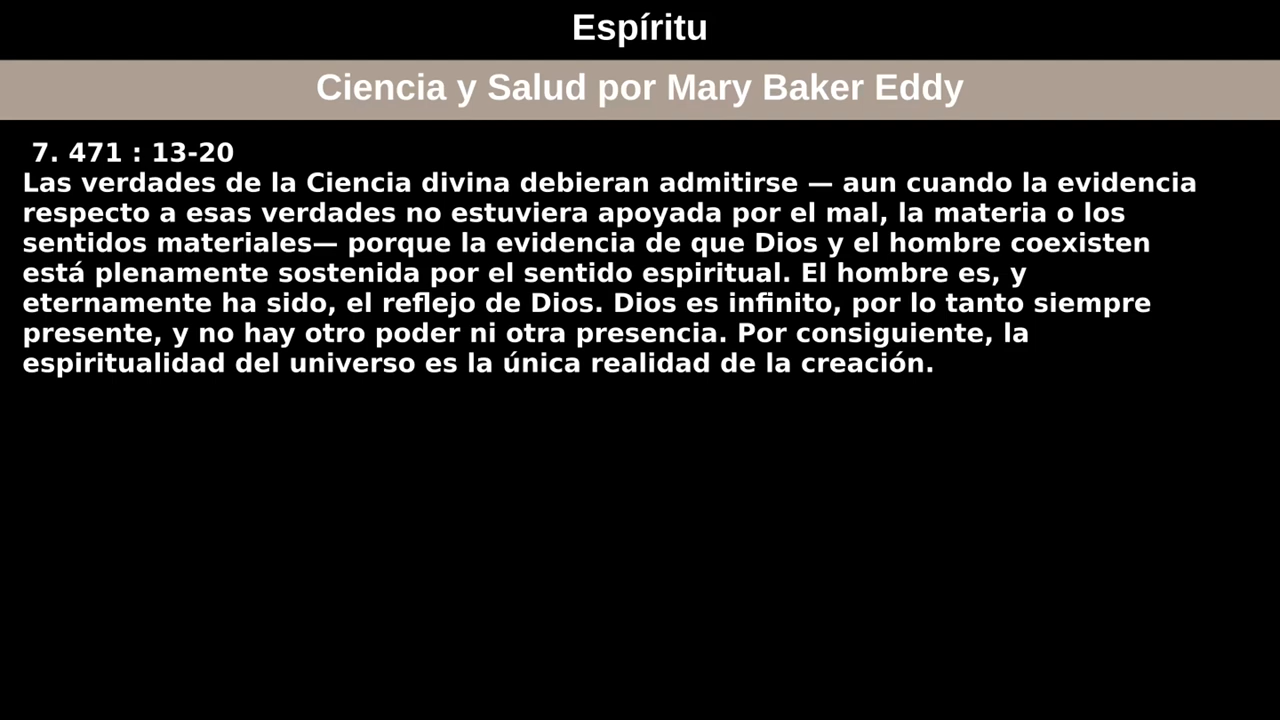 Espíritu
Ciencia y Salud por Mary Baker Eddy
7. 471 : 13-20
Las verdades de la Ciencia divina debieran admitirse — aun cuando la evidencia
respecto a esas verdades no estuviera apoyada por el mal, la materia o los
sentidos materiales— porque la evidencia de que Dios y el hombre coexisten
está plenamente sostenida por el sentido espiritual. El hombre es, y
eternamente ha sido, el reflejo de Dios. Dios es infinito, por lo tanto siempre
presente, y no hay otro poder ni otra presencia. Por consiguiente, la
espiritualidad del universo es la única realidad de la creación.